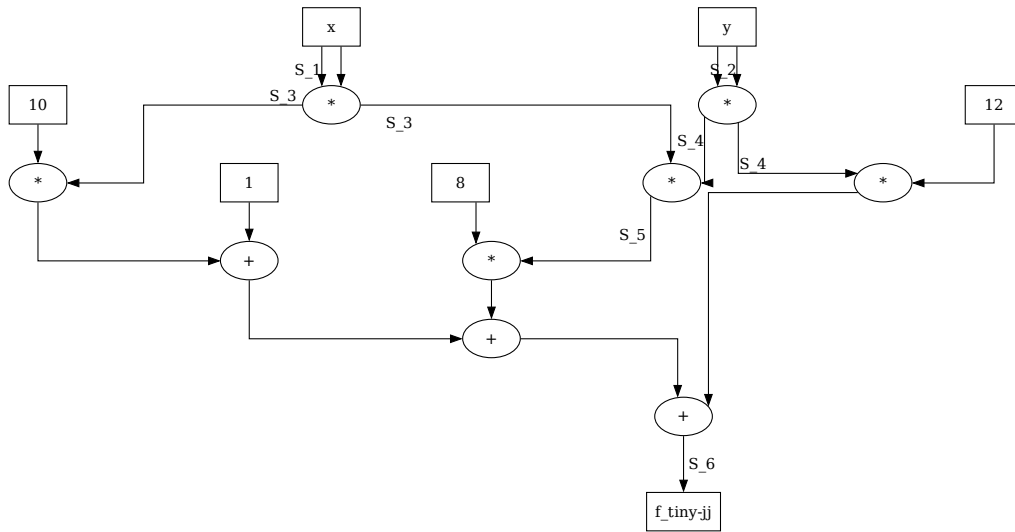 x
y
S_1
S_2
10
S_3
*
*
12
S_3
S_4
S_4
*
1
8
*
*
S_5
+
*
+
+
S_6
f_tiny-jj